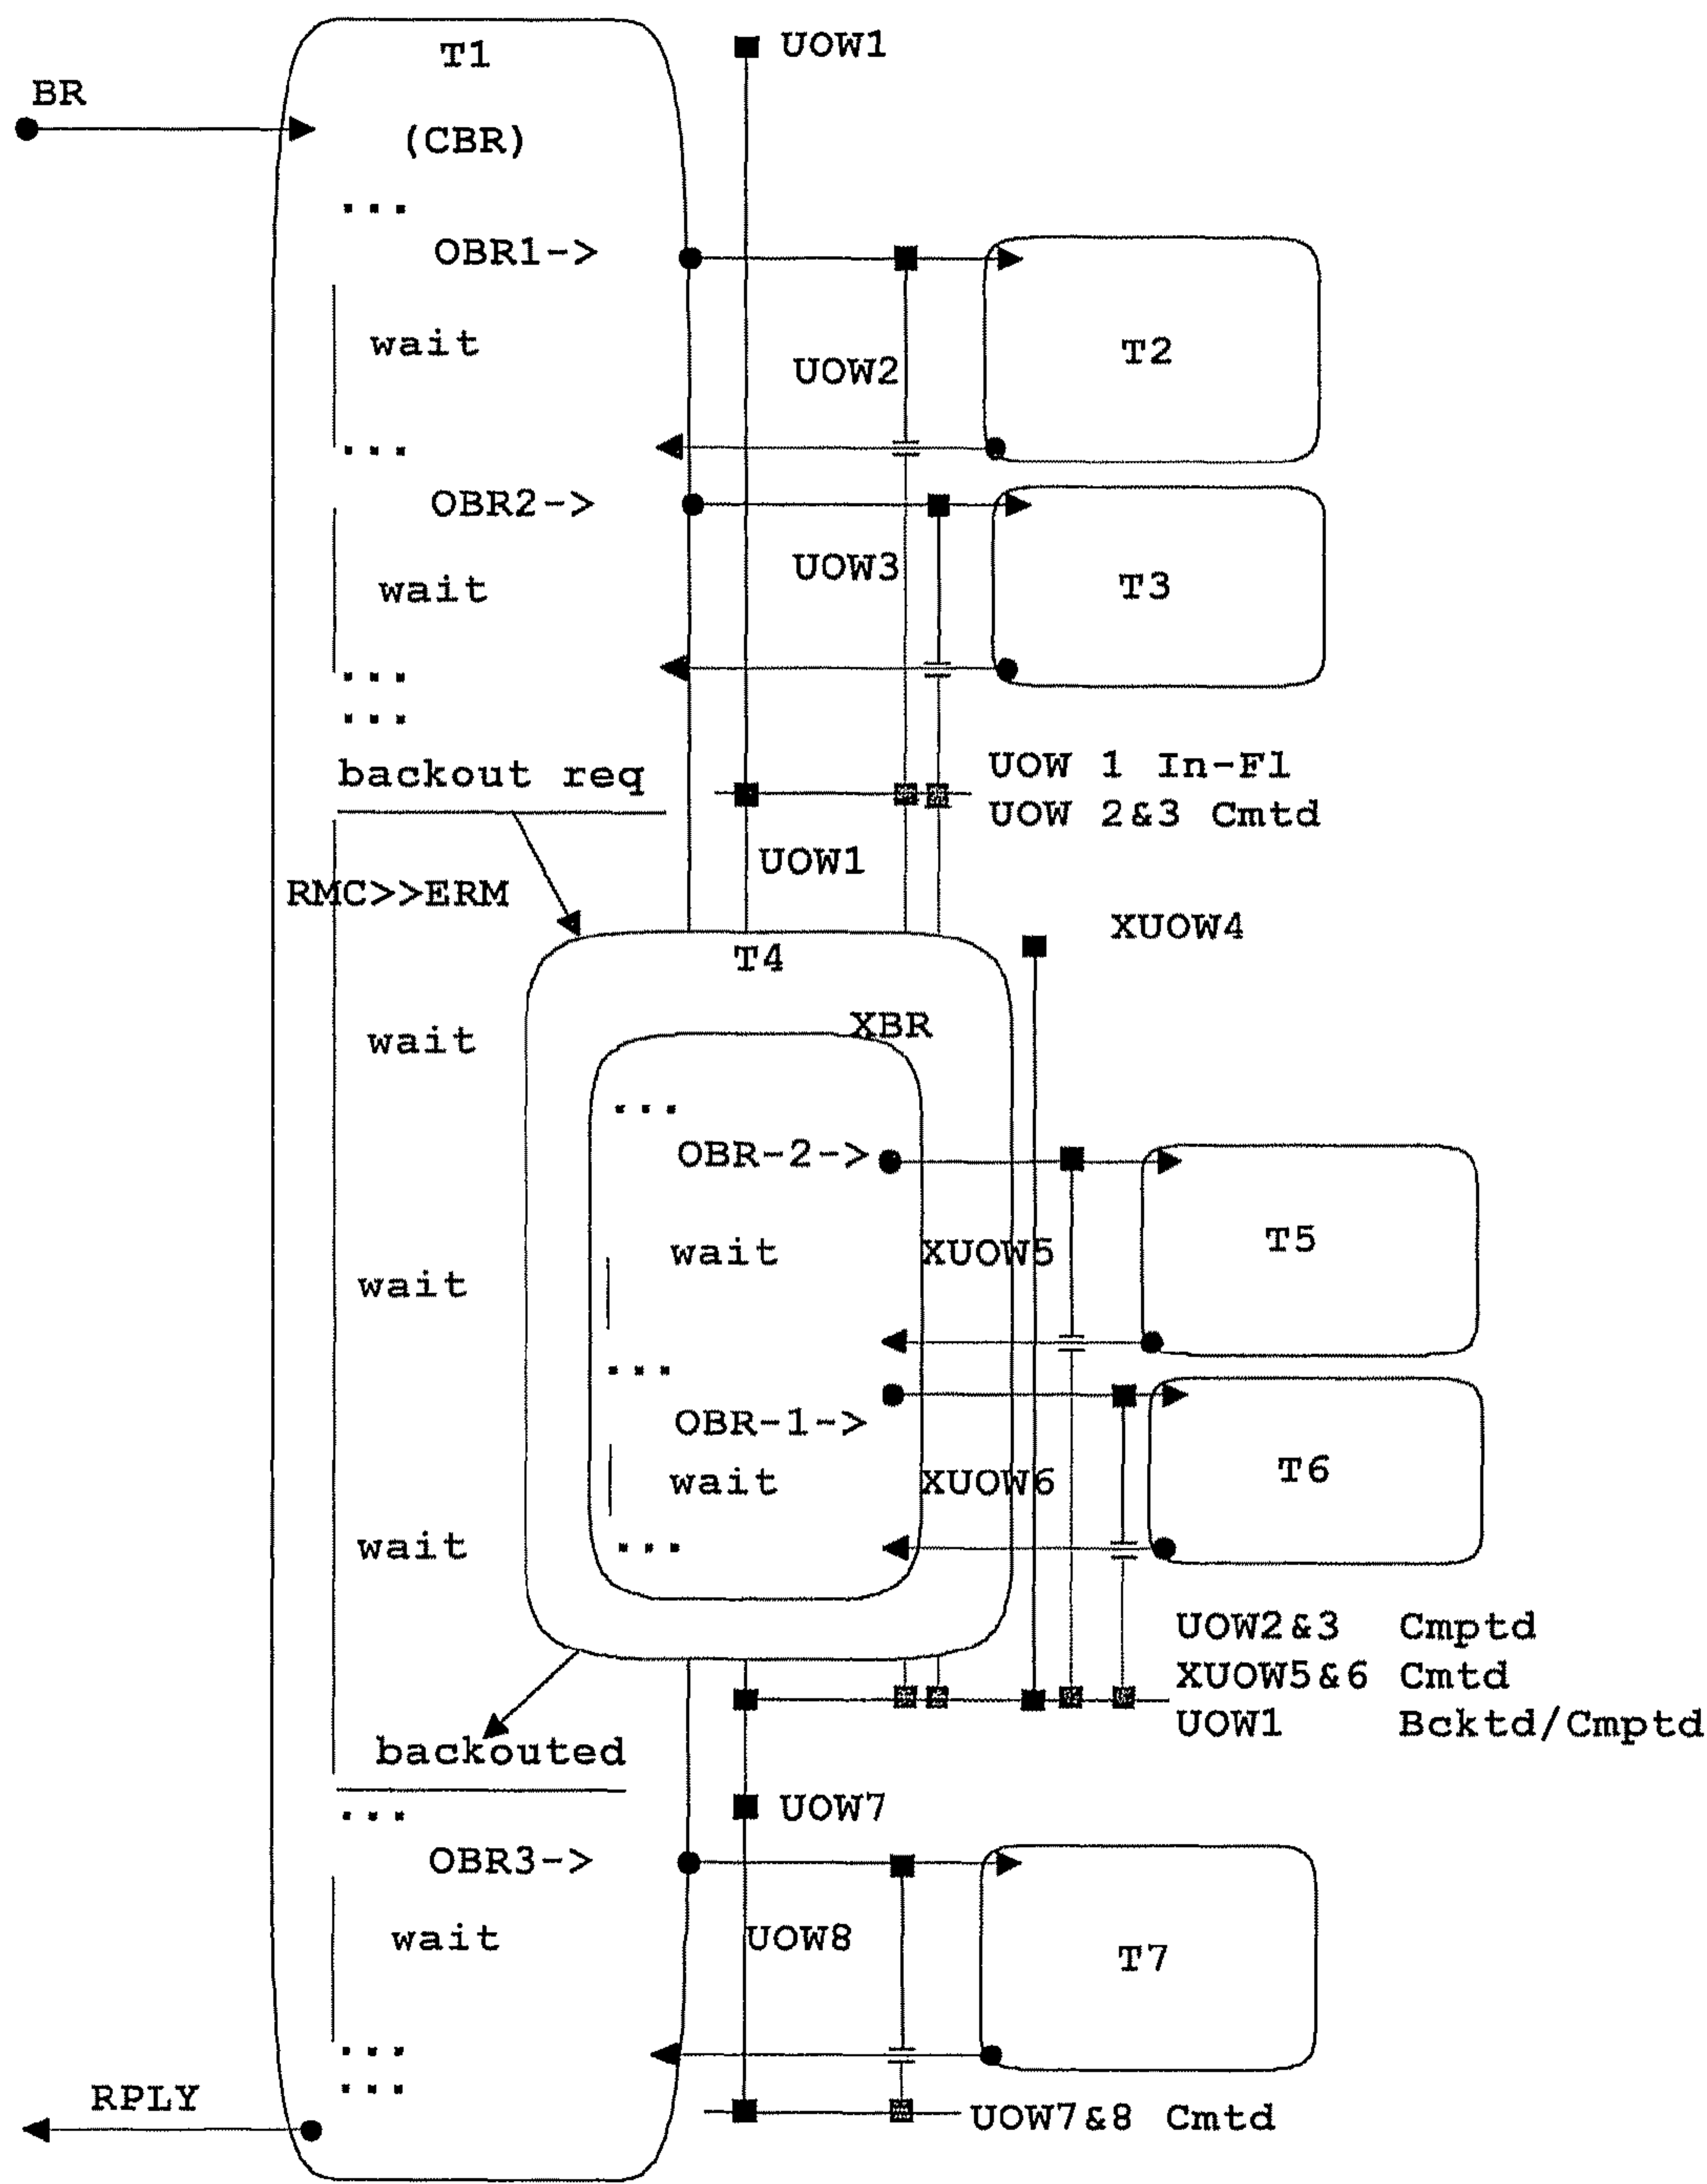 T1
UOW1
BR
(CBR)
...
OBR1->
wait
UOW2
T2
...
OBR2->
wait
UOW3
T3
...
...
backout req
UOW 1 In-Fl
UOW 2&3 Cmtd
UOW1
RMC>>ERM
XUOW4
T4
XBR
wait
...
OBR-2->
wait
XUOW5
T5
wait
...
OBR-1->
wait
XUOW6
T6
wait
...
UOW2&3 Cmptd
XUOW5&6 Cmtd
UOW1 Bcktd/Cmptd
backouted
...
UOW7
OBR3->
wait
UOW8
T7
...
...
RPLY
UOW7&8 Cmtd